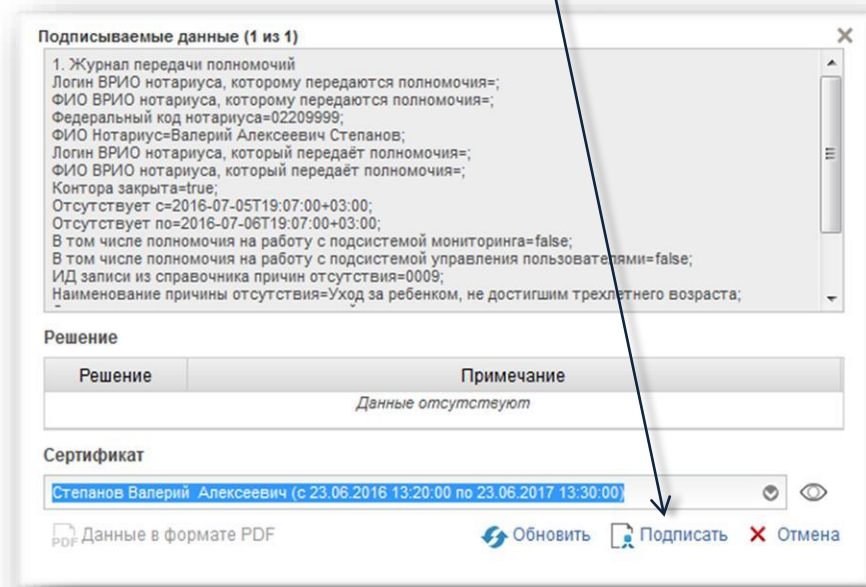 Подписываемые данные (1 из 1)
1. Журнал передачи полномочий
Логин ВРИО нотариуса, которому передаются полномочия=;
ФИО ВРИО нотариуса, которому передаются полномочия=;
Федеральный код нотариуса=02209999;
ФИО Нотариус=Валерий Алексеевич Степанов;
Логин ВРИО нотариуса, который передаёт полномочия=;
ФИО ВРИО нотариуса, который передаёт полномочия=;
Контора закрыта=true;
Отсутствует с=2016-07-05T19:07:00+03:00;
Отсутствует по=2016-07-06T19:07:00+03:00;
В том числе полномочия на работу с подсистемой мониторинга=false;
В том числе полномочия на работу с подсистемой управления пользователями=false;
ИД записи из справочника причин отсутствия=0009;
Наименование причины отсутствия=Уход за ребенком, не достигшим трехлетнего возраста;
Решение
Решение Примечание
Данные отсутствуют
Сертификат
Степанов Валерий Алексеевич (с 23.06.2016 13:20:00 по 23.06.2017 13:30:00)
PDF Данные в формате PDF Обновить Подписать Отмена